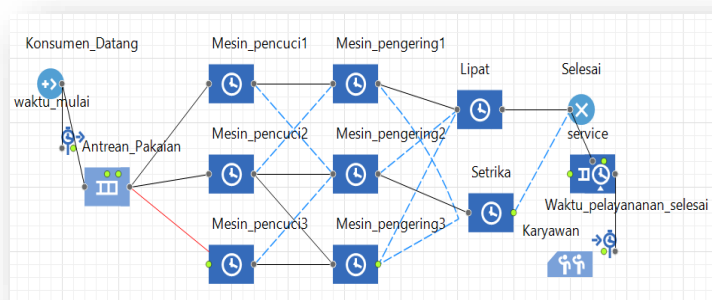 Konsumen_Datang
Mesin_pencuci1
Mesin_pengering1
Lipat
Selesai
waktu_mulai
Antrean_Pakaian
Mesin_pencuci2
Mesin_pengering2
service
Setrika
Waktu_pelayananan_selesai
Mesin_pencuci3
Mesin_pengering3
Karyawan